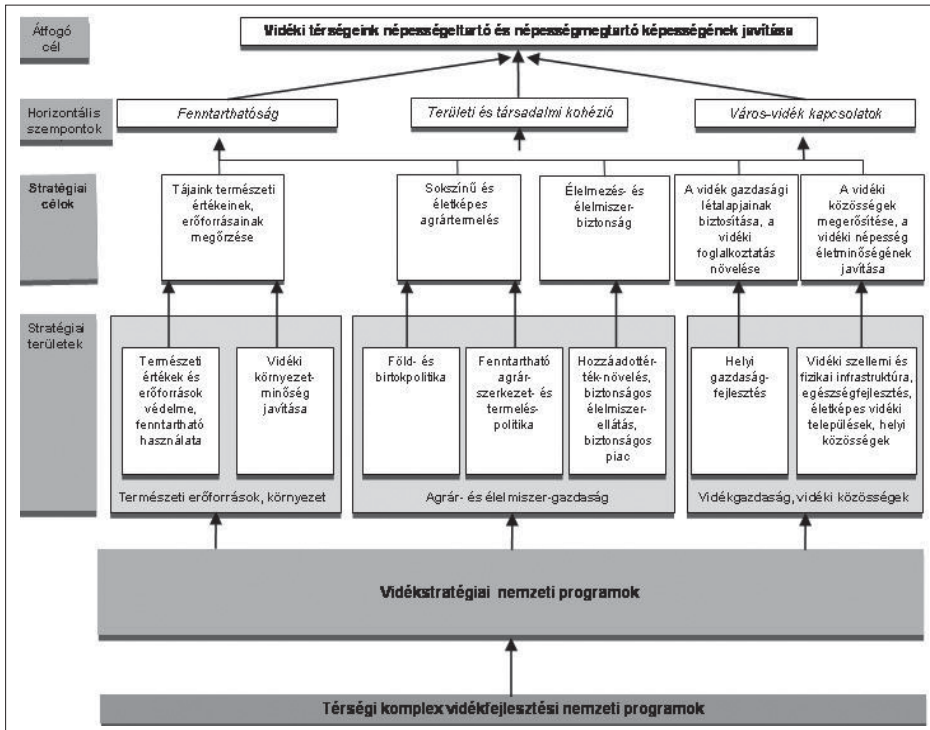 Átfogó
cél
Vidéki térségeink népességeltartó és népességmegtartó képességének javítása
Horizontális
szempontok
Fenntarthatóság
Területi és társadalmi kohézió
Város-vidék kapcsolatok
Stratégiai
célok
Tájaink természeti
értékeinek,
erőforrásainak
megőrzése
Sokszínű és
életképes
agrártermelés
Élelmezés- és
élelmiszer-
biztonság
A vidék gazdasági
létalapjainak
biztosítása, a
vidéki
foglalkoztatás
növelése
A vidéki
közösségek
megerősítése, a
vidéki népesség
életminőségének
javítása
Stratégiai
területek
Természeti
értékek és
erőforrások
védelme,
fenntartható
használata
Vidéki
környezet-
minőség
javítása
Természeti erőforrások, környezet
Föld- és
birtokpolitika
Fenntartható
agrár-
szerkezet- és
termelés-
politika
Hozzáadottér-
ték-növelés,
biztonságos
élelmiszer-
ellátás,
biztonságos
piac
Agrár- és élelmiszer-gazdaság
Helyi
gazdaság-
fejlesztés
Vidéki szellemi és
fizikai infrastruktúra,
egészségfejlesztés,
életképes vidéki
települések, helyi
közösségek
Vidékgazdaság, vidéki közösségek
Vidékstratégiai nemzeti programok
Térségi komplex vidékfejlesztési nemzeti programok